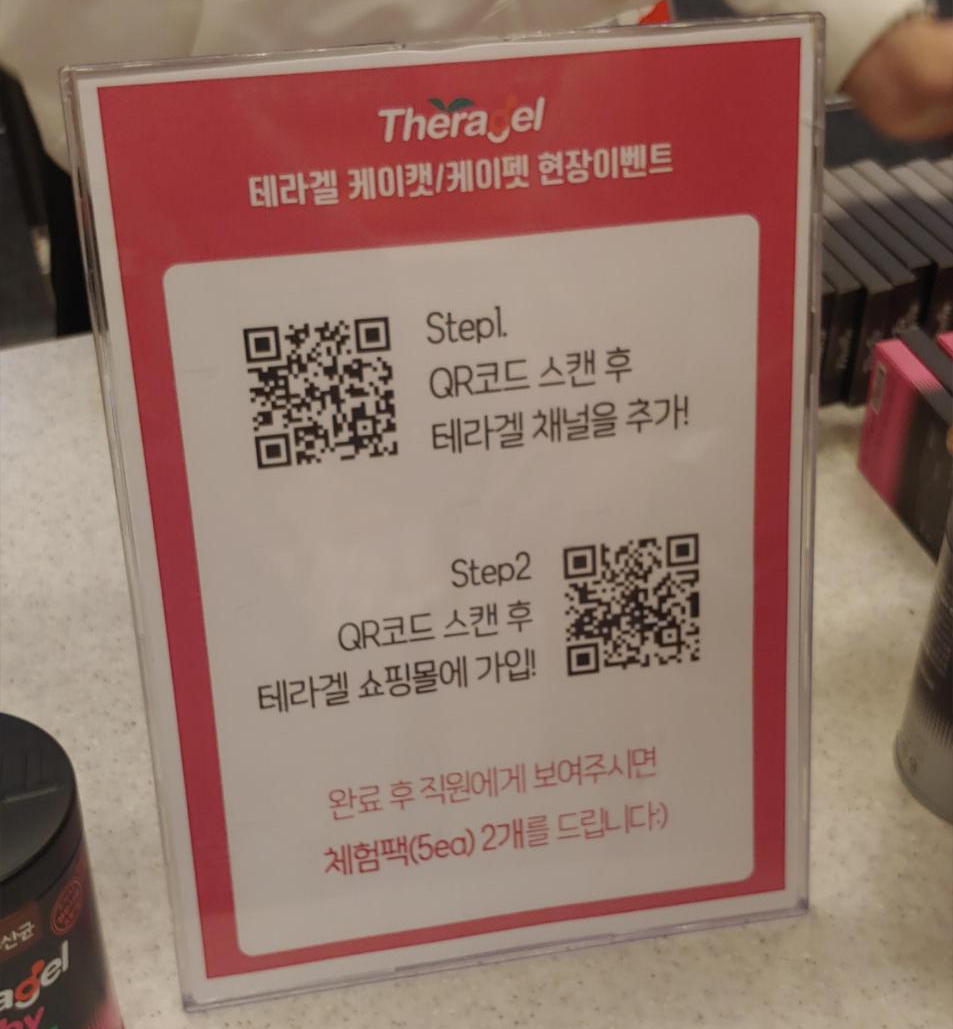 Theragel
테라겔 케이캣/케이펫 현장이벤트
Step1.
QR코드 스캔 후
테라겔 채널을 추가!
Step2
QR코드 스캔 후
테라겔 쇼핑몰에 가입!
완료 후 직원에게 보여주시면
체험팩(5ea) 2개를 드립니다:)
산균
agel